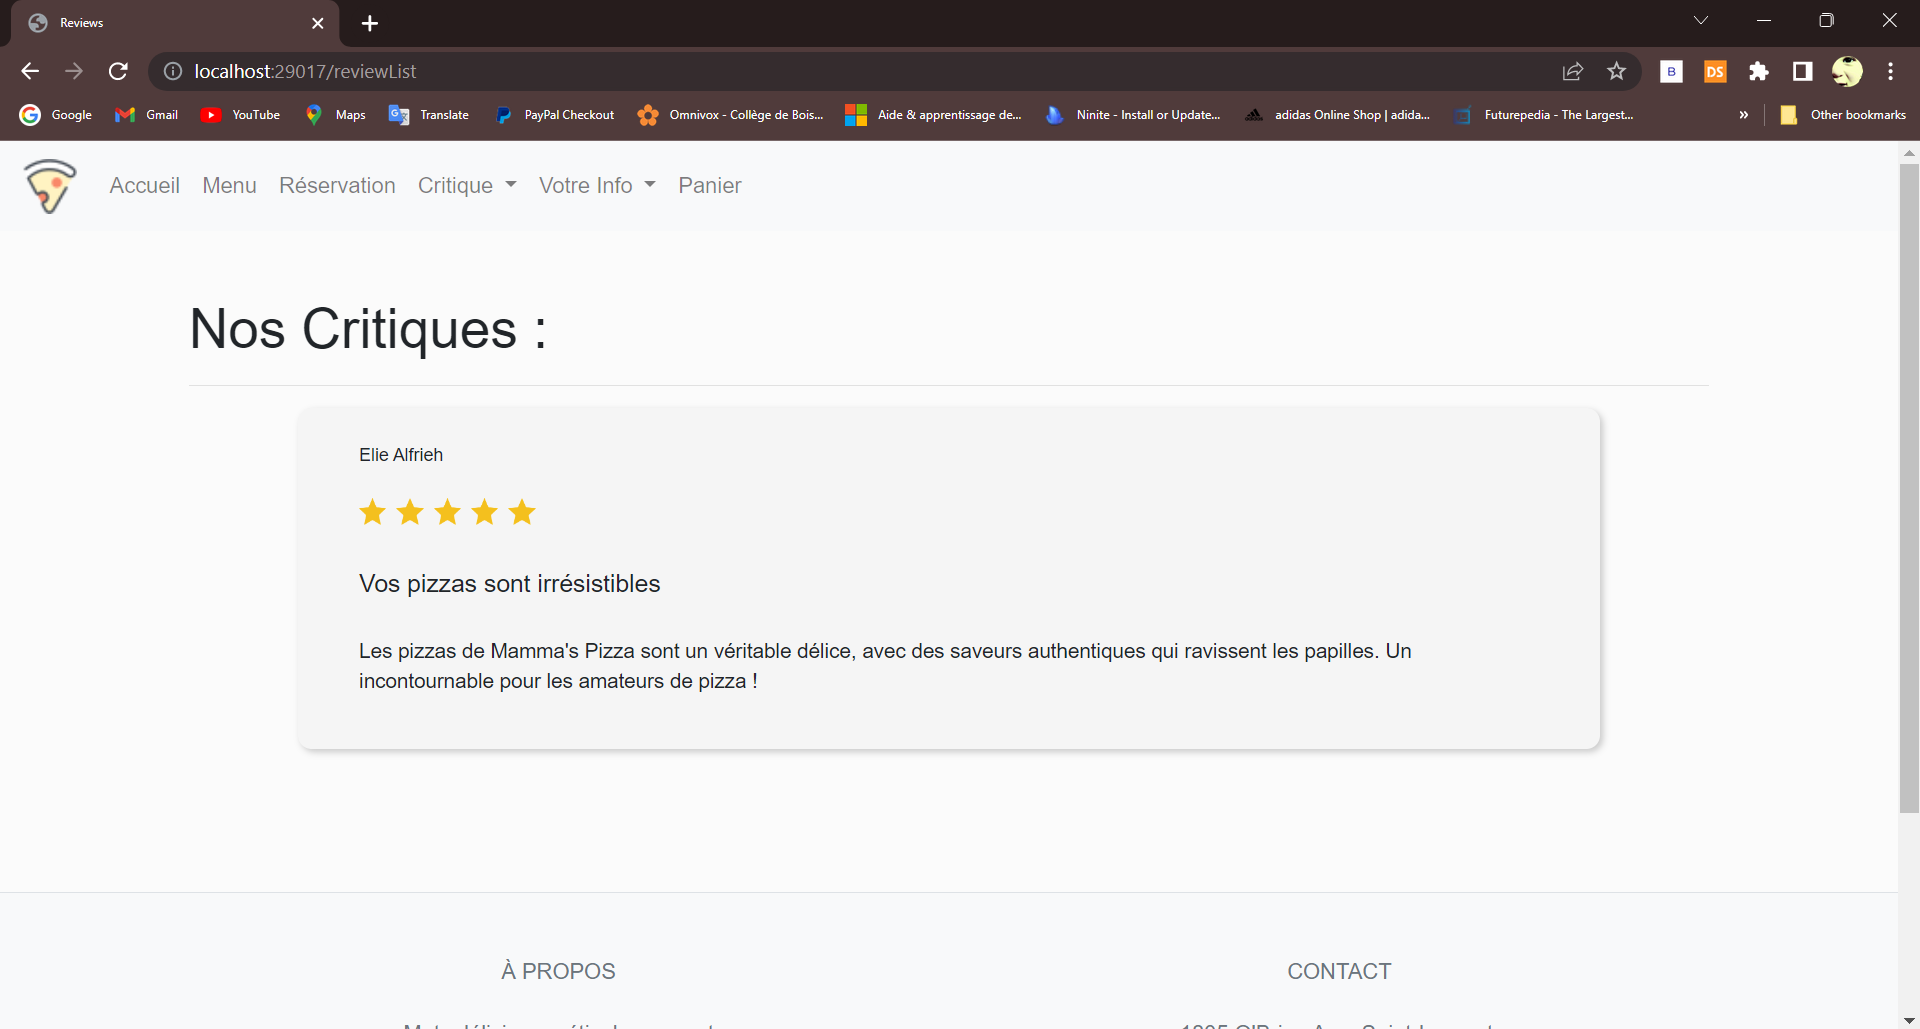 Reviews
localhost:29017/reviewList
B
DS
Google
Gmail
YouTube
Maps
Translate
PayPal Checkout
Omnivox - Collège de Bois...
Aide & apprentissage de...
Ninite - Install or Update...
adidas Online Shop | adida...
Futurepedia - The Largest...
»
Other bookmarks
Accueil
Menu
Réservation
Critique
Votre Info
Panier
Nos Critiques :
Elie Alfrieh
Vos pizzas sont irrésistibles
Les pizzas de Mamma's Pizza sont un véritable délice, avec des saveurs authentiques qui ravissent les papilles. Un
incontournable pour les amateurs de pizza !
À PROPOS
CONTACT